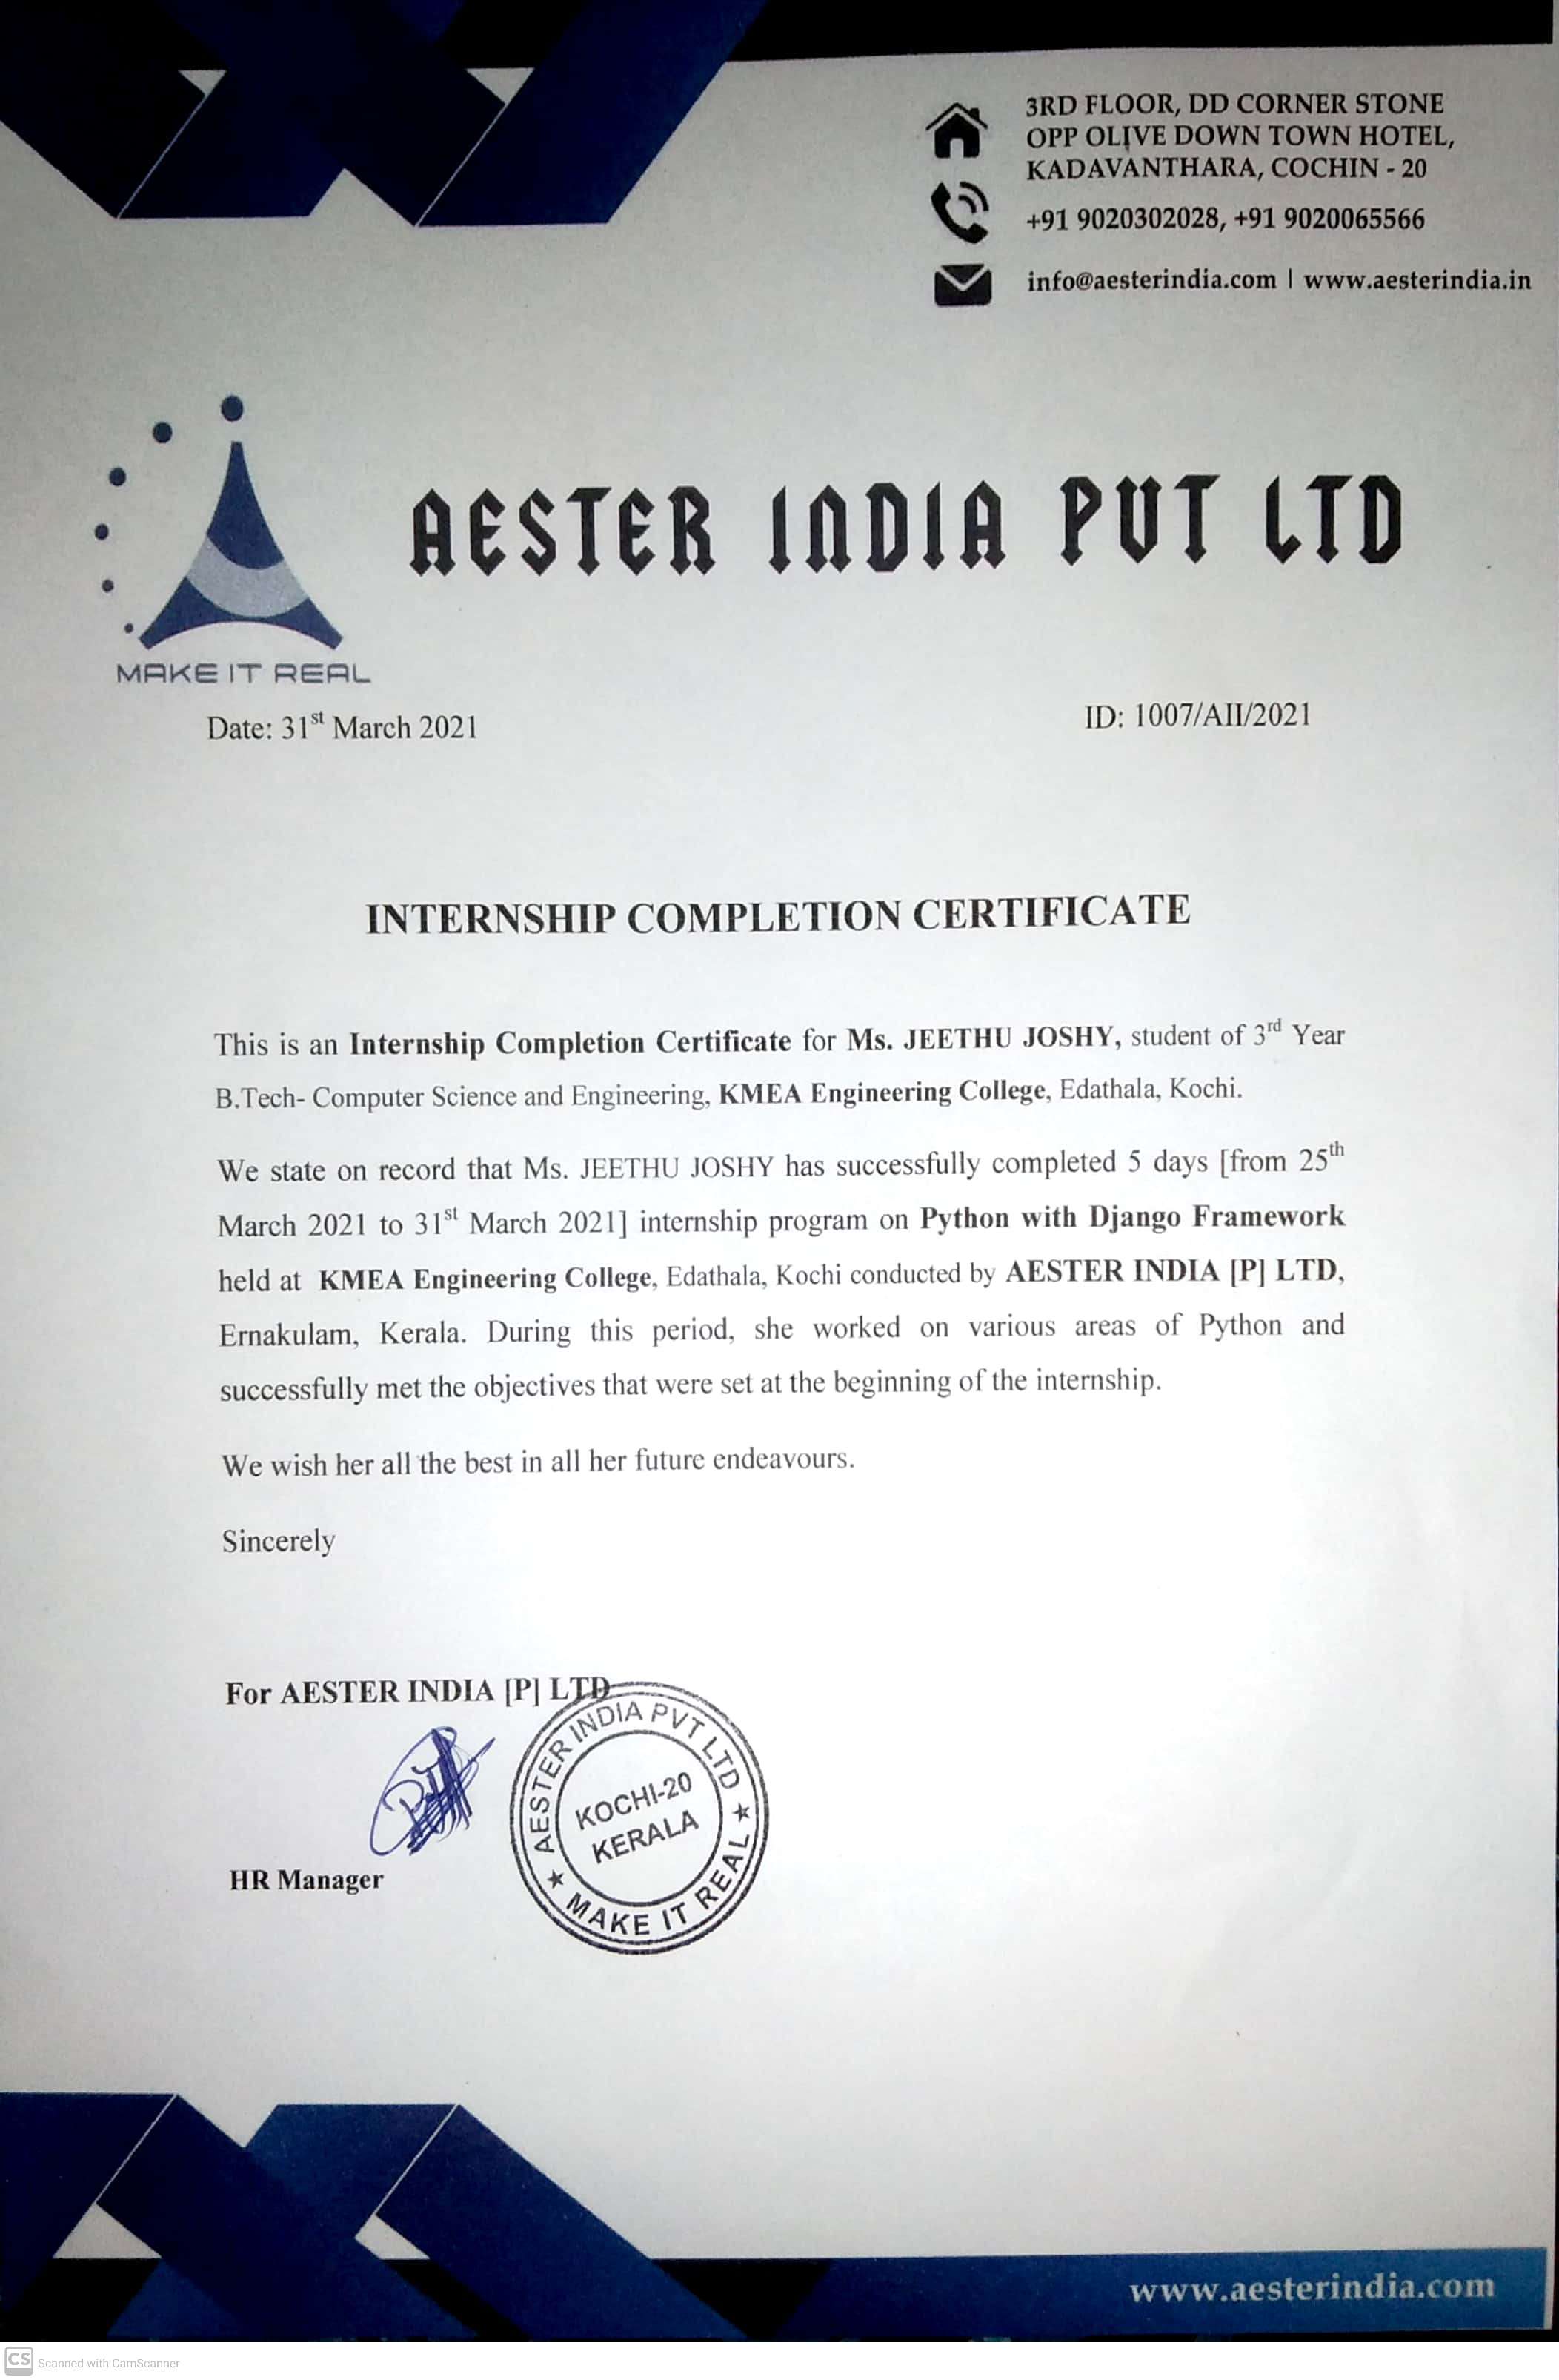 3RD FLOOR, DD CORNER STONE
OPP OLIVE DOWN TOWN HOTEL,
KADAVANTHARA, COCHIN - 20
+91 9020302028, +91 9020065566
info@aesterindia.com | www.aesterindia.in
AESTER INDIA PVT LTD
MAKE IT REAL
Date: 31st March 2021
ID: 1007/AII/2021
INTERNSHIP COMPLETION CERTIFICATE
This is an Internship Completion Certificate for Ms. JEETHU JOSHY, student of 3rd Year
B.Tech- Computer Science and Engineering, KMEA Engineering College, Edathala, Kochi.
We state on record that Ms. JEETHU JOSHY has successfully completed 5 days [from 25th
March 2021 to 31st March 2021] internship program on Python with Django Framework
held at KMEA Engineering College, Edathala, Kochi conducted by AESTER INDIA [P] LTD,
Ernakulam, Kerala. During this period, she worked on various areas of Python and
successfully met the objectives that were set at the beginning of the internship.
We wish her all the best in all her future endeavours.
Sincerely
For AESTER INDIA [P] LTD
AESTER INDIA PVT LTD
KOCHI-20
KERALA
★ MAKE IT REAL ★
HR Manager
www.aesterindia.com
CS Scanned with CamScanner